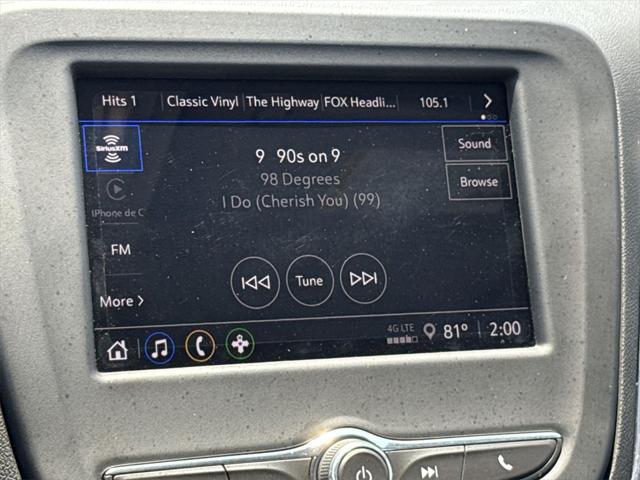 Hits 1 Classic Vinyl The Highway FOX Headli... 105.1
SiriusXM
Sound
9 90s on 9
98 Degrees
Browse
I Do (Cherish You) (99)
iPhone de C
FM
Tune
More
4G LTE
81° 2:00